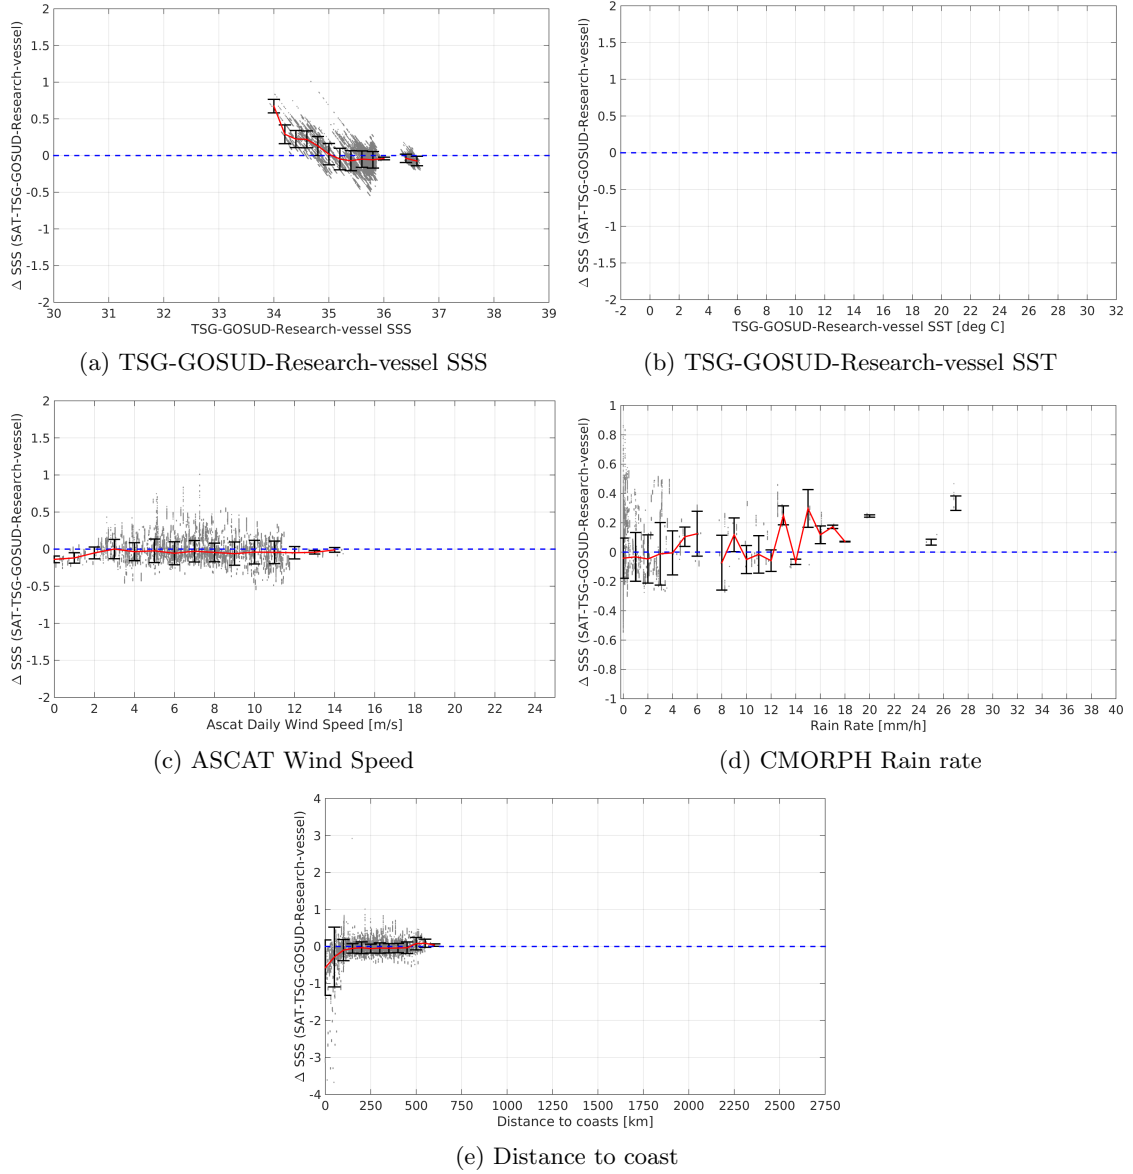 2
1.5
1
0.5
0
-0.5
-1
-1.5
-2
Δ SSS (SAT-TSG-GOSUD-Research-vessel)
30 31 32 33 34 35 36 37 38 39
TSG-GOSUD-Research-vessel SSS
(a) TSG-GOSUD-Research-vessel SSS
2
1.5
1
0.5
0
-0.5
-1
-1.5
-2
Δ SSS (SAT-TSG-GOSUD-Research-vessel)
-2 0 2 4 6 8 10 12 14 16 18 20 22 24 26 28 30 32
TSG-GOSUD-Research-vessel SST [deg C]
(b) TSG-GOSUD-Research-vessel SST
2
1.5
1
0.5
0
-0.5
-1
-1.5
-2
Δ SSS (SAT-TSG-GOSUD-Research-vessel)
0 2 4 6 8 10 12 14 16 18 20 22 24
Ascat Daily Wind Speed [m/s]
(c) ASCAT Wind Speed
1
0.8
0.6
0.4
0.2
0
-0.2
-0.4
-0.6
-0.8
-1
Δ SSS (SAT-TSG-GOSUD-Research-vessel)
0 2 4 6 8 10 12 14 16 18 20 22 24 26 28 30 32 34 36 38 40
Rain Rate [mm/h]
(d) CMORPH Rain rate
4
3
2
1
0
-1
-2
-3
-4
Δ SSS (SAT-TSG-GOSUD-Research-vessel)
0 250 500 750 1000 1250 1500 1750 2000 2250 2500 2750
Distance to coasts [km]
(e) Distance to coast